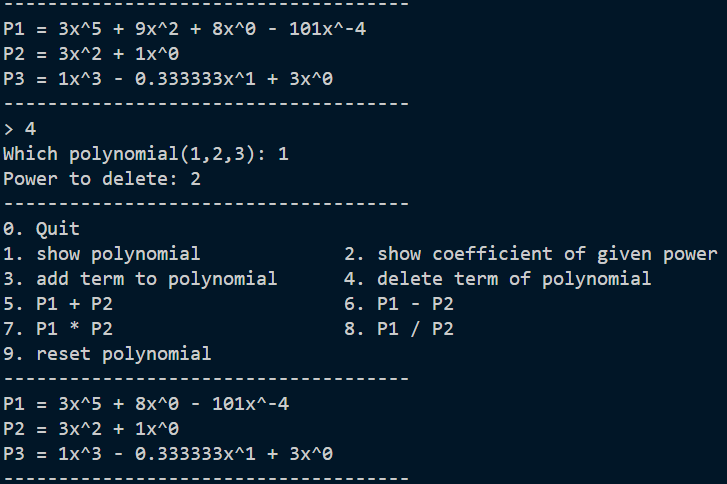 -------------------------------------
P1 = 3x^5 + 9x^2 + 8x^0 - 101x^-4
P2 = 3x^2 + 1x^0
P3 = 1x^3 - 0.333333x^1 + 3x^0
-------------------------------------
> 4
Which polynomial(1,2,3): 1
Power to delete: 2
-------------------------------------
0. Quit
1. show polynomial             2. show coefficient of given power
3. add term to polynomial      4. delete term of polynomial
5. P1 + P2                     6. P1 - P2
7. P1 * P2                     8. P1 / P2
9. reset polynomial
-------------------------------------
P1 = 3x^5 + 8x^0 - 101x^-4
P2 = 3x^2 + 1x^0
P3 = 1x^3 - 0.333333x^1 + 3x^0
-------------------------------------